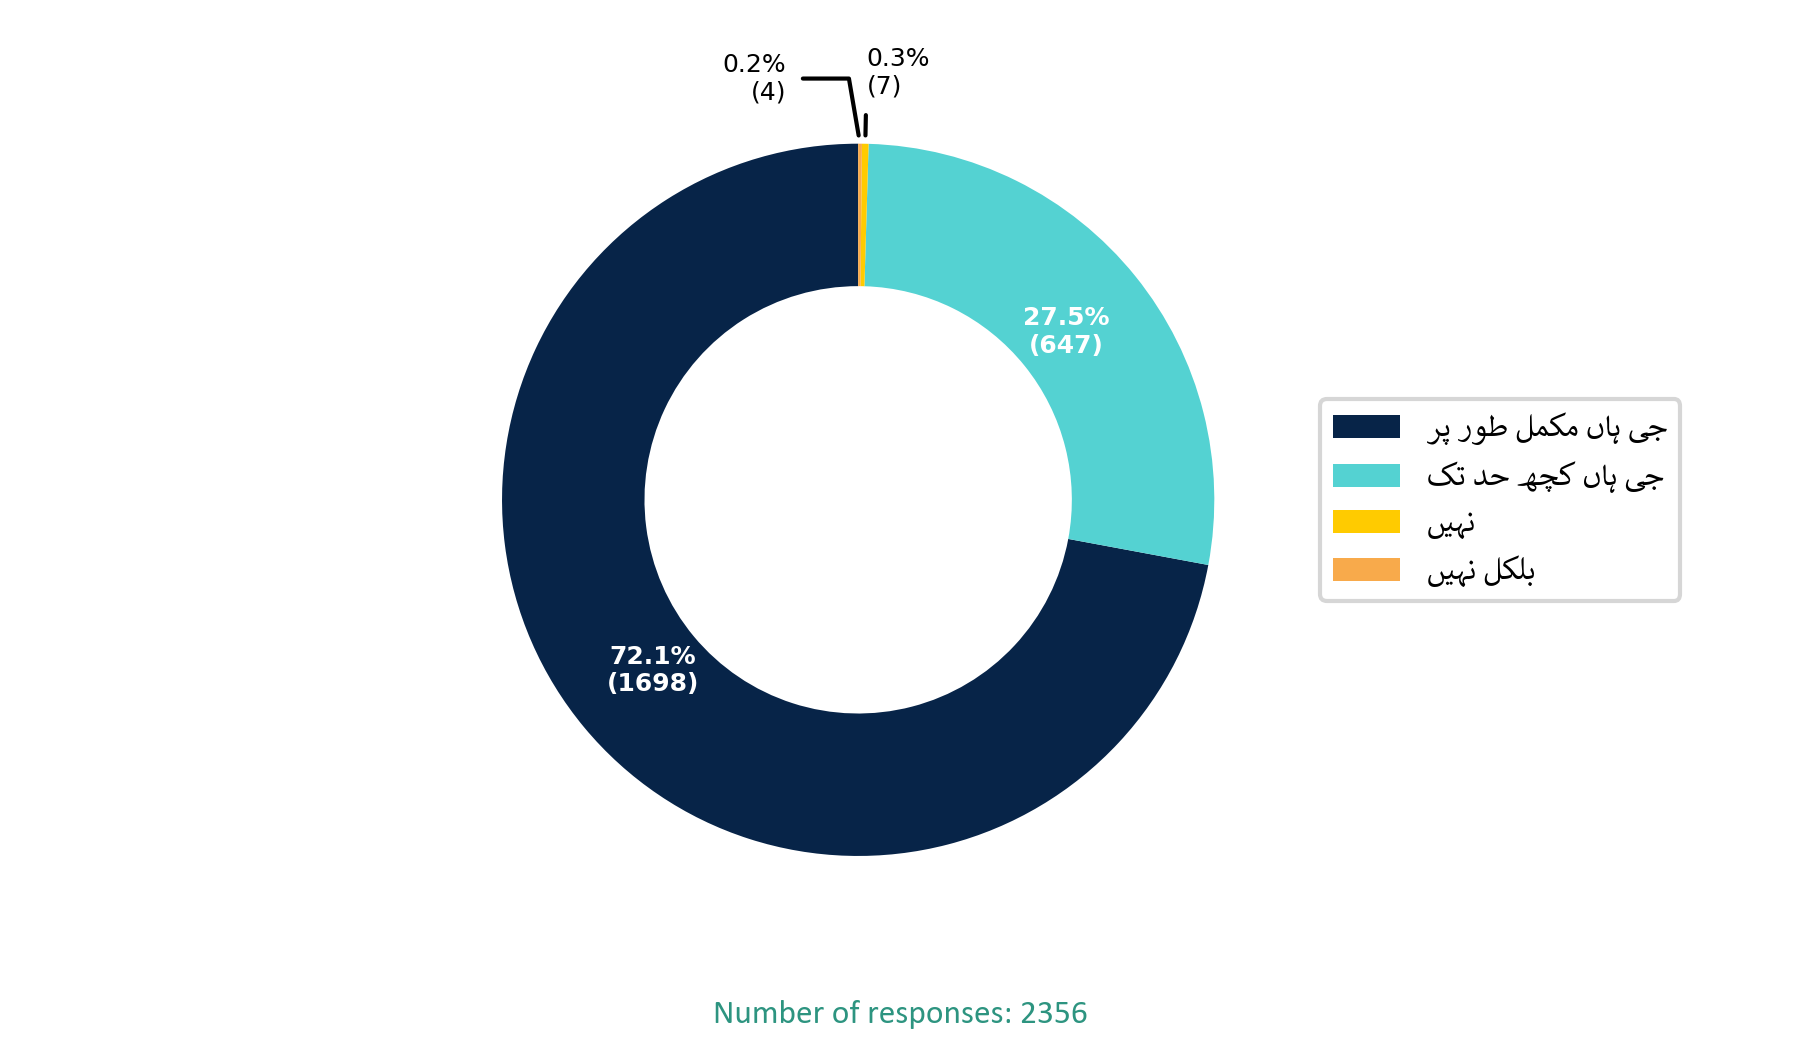 0.2%
(4)
0.3%
(7)
27.5%
(647)
72.1%
(1698)
جی ہاں مکمل طور پر
جی ہاں کچھ حد تک
نہیں
بلکل نہیں
Number of responses: 2356